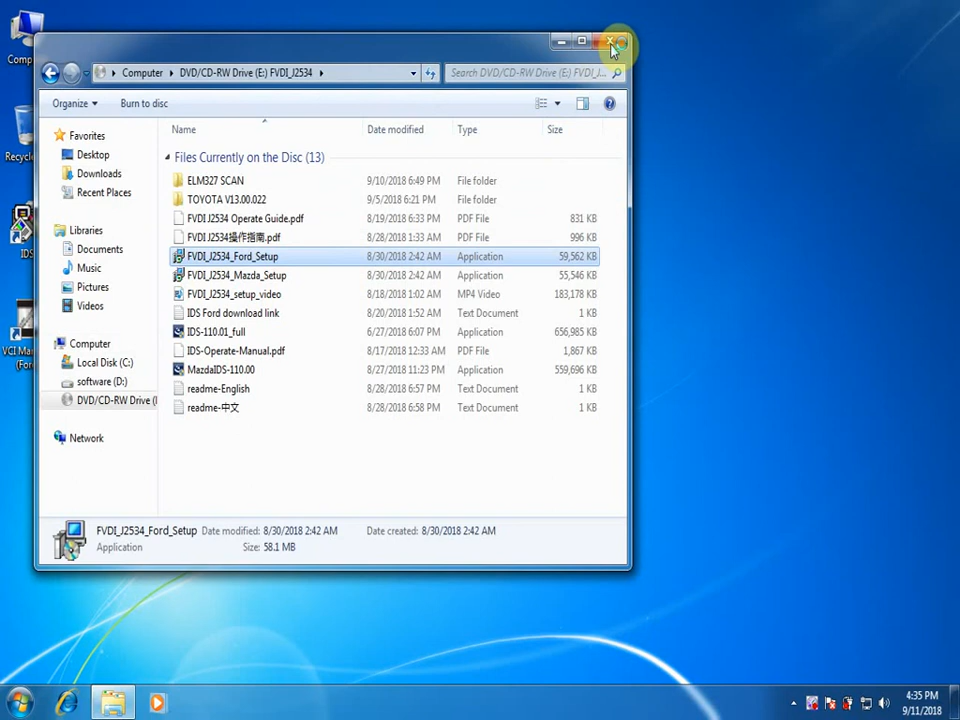 Comp
Recycl
IDS
VCI Man
(For
Computer
DVD/CD-RW Drive (E:) FVDI_J2534
Search DVD/CD-RW Drive (E:) FVDI_J...
Organize
Burn to disc
Favorites
Desktop
Downloads
Recent Places
Libraries
Documents
Music
Pictures
Videos
Computer
Local Disk (C:)
software (D:)
DVD/CD-RW Drive (
Network
Name Date modified Type Size
Files Currently on the Disc (13)
ELM327 SCAN 9/10/2018 6:49 PM File folder
TOYOTA V13.00.022 9/5/2018 6:21 PM File folder
FVDI J2534 Operate Guide.pdf 8/19/2018 6:33 PM PDF File 831 KB
FVDI J2534操作指南.pdf 8/28/2018 1:33 AM PDF File 996 KB
FVDI_J2534_Ford_Setup 8/30/2018 2:42 AM Application 59,562 KB
FVDI_J2534_Mazda_Setup 8/30/2018 2:42 AM Application 55,546 KB
FVDI_J2534_setup_video 8/18/2018 1:02 AM MP4 Video 183,178 KB
IDS Ford download link 8/20/2018 1:52 AM Text Document 1 KB
IDS-110.01_full 6/27/2018 6:07 PM Application 656,985 KB
IDS-Operate-Manual.pdf 8/17/2018 12:33 AM PDF File 1,867 KB
MazdaIDS-110.00 8/27/2018 11:23 PM Application 559,696 KB
readme-English 8/28/2018 6:57 PM Text Document 1 KB
readme-中文 8/28/2018 6:58 PM Text Document 1 KB
FVDI_J2534_Ford_Setup Date modified: 8/30/2018 2:42 AM Date created: 8/30/2018 2:42 AM
Application Size: 58.1 MB
4:35 PM
9/11/2018